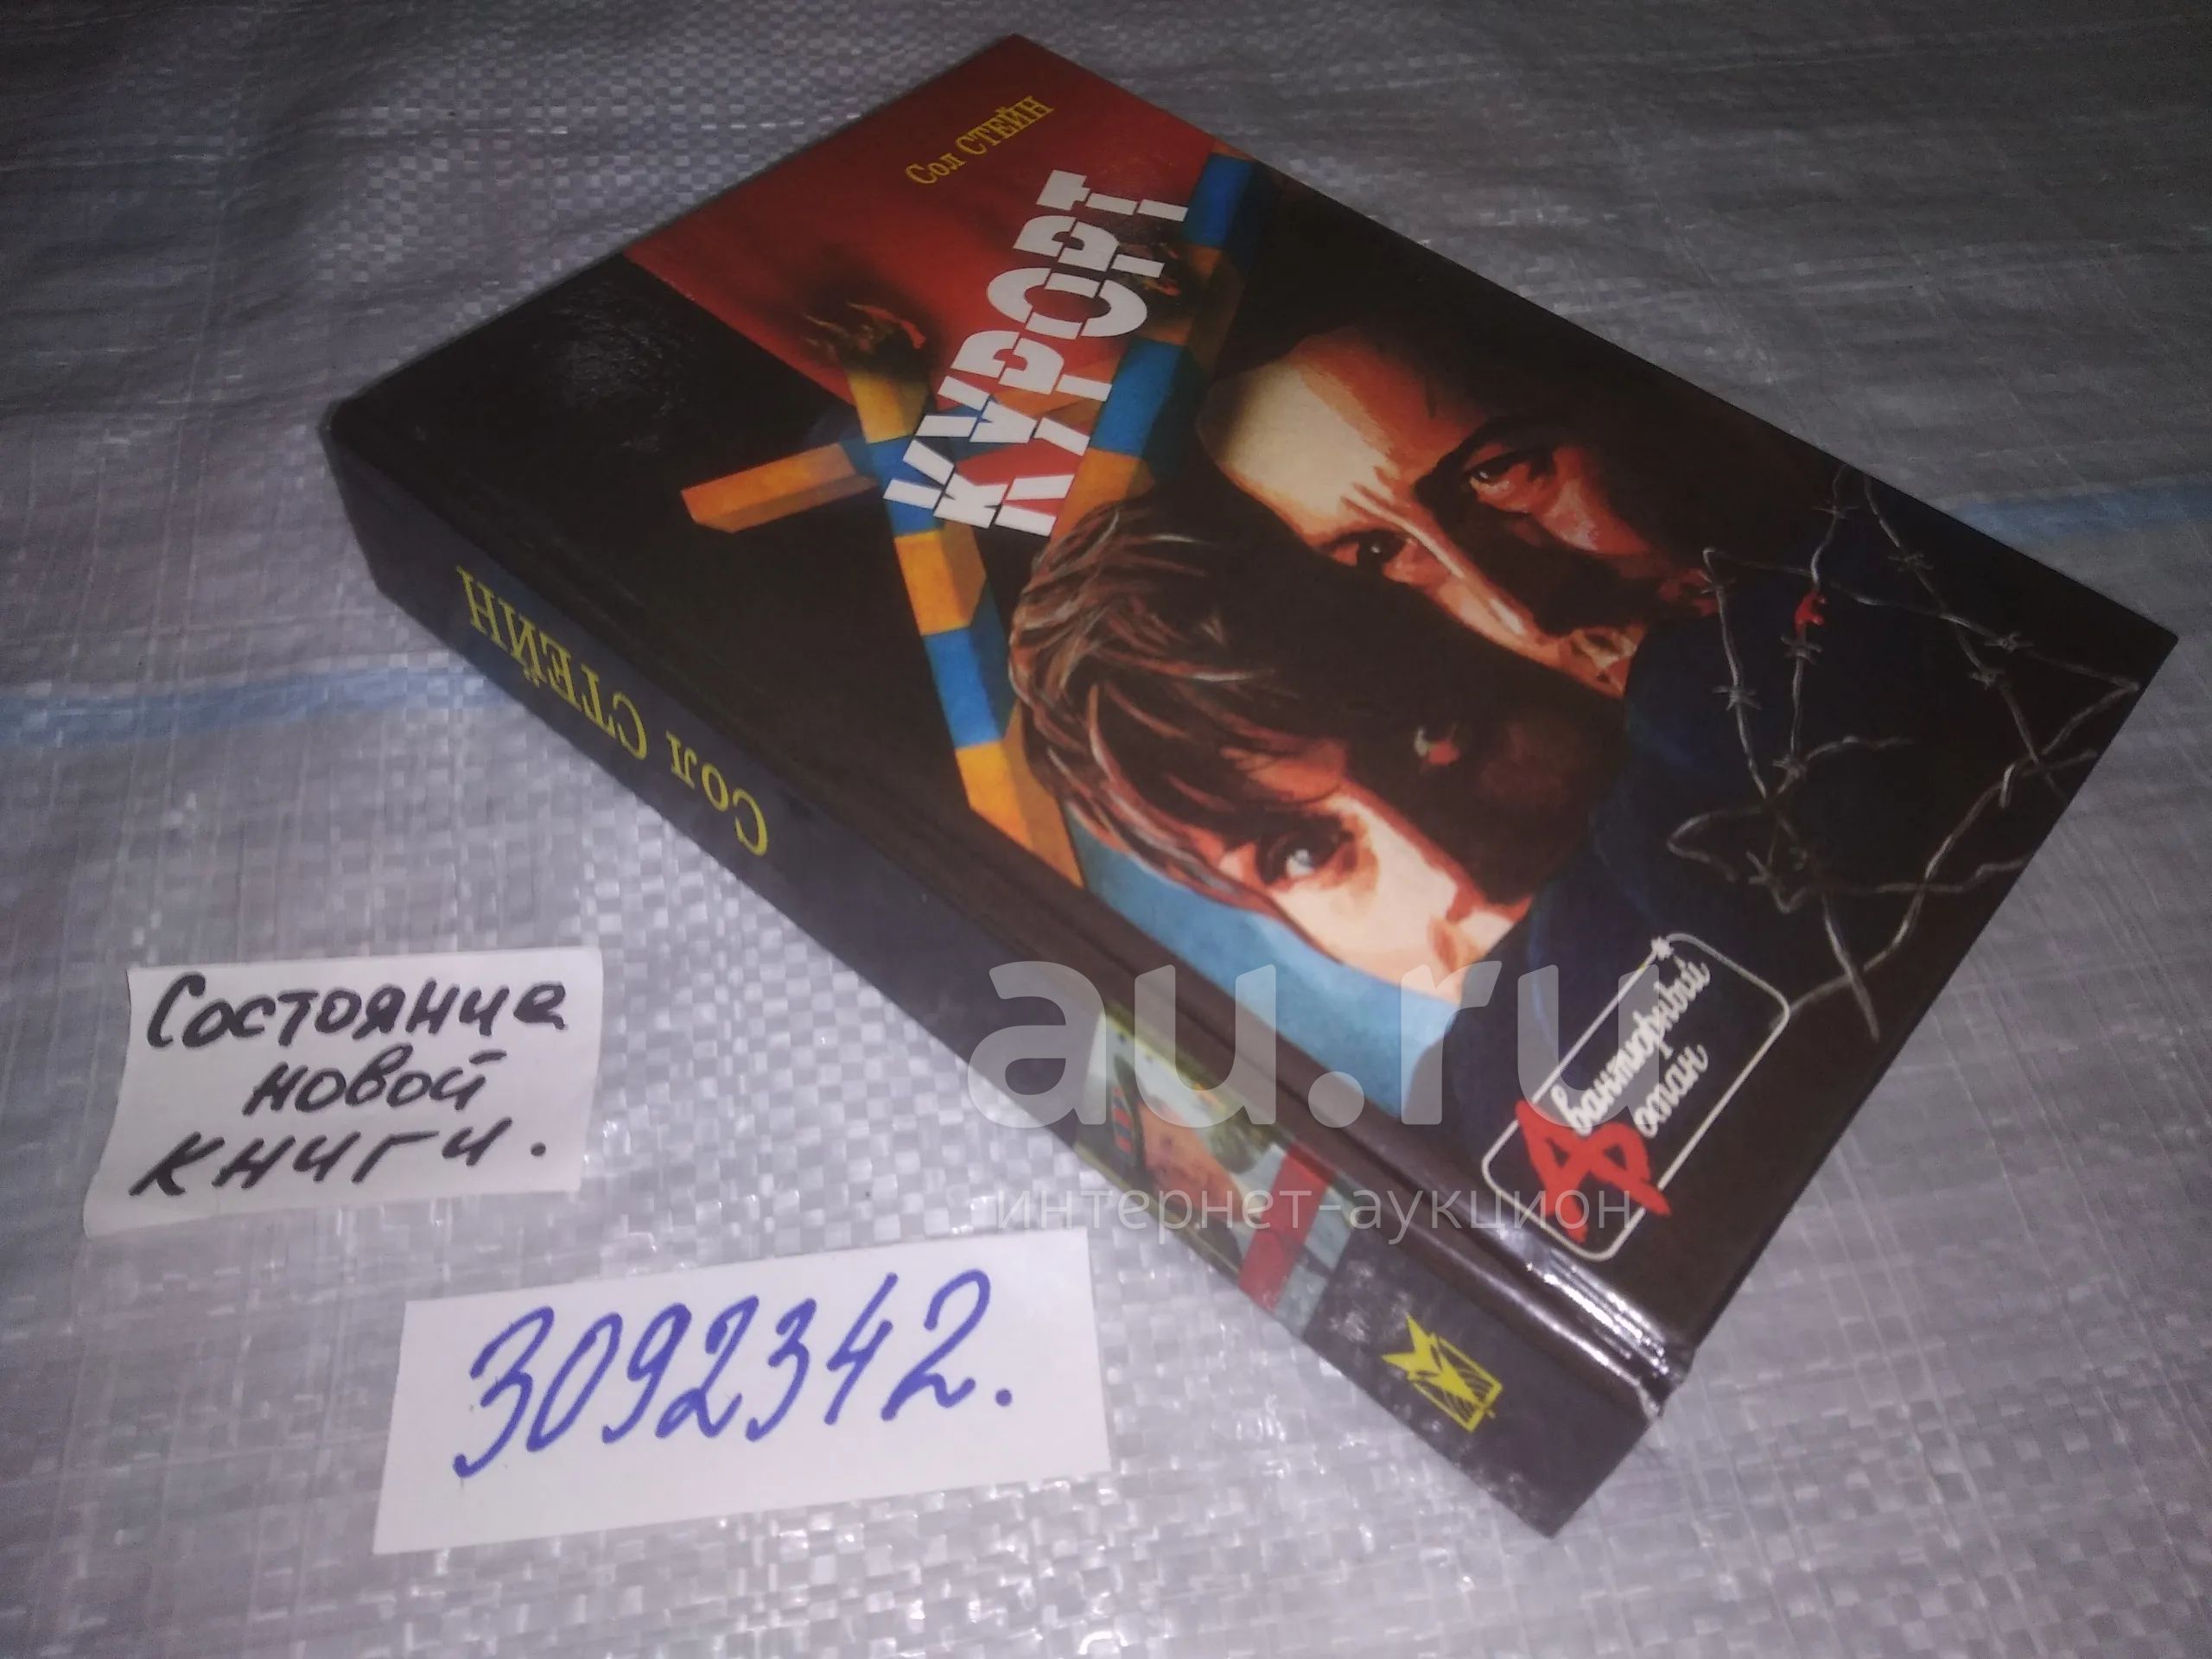 Сол СТЕЙН
КУРОРТ
Сол СТЕЙН
Авантюрный
Роман
Состояние
новой
книги.
3092342.
au.ru
интернет-аукцион